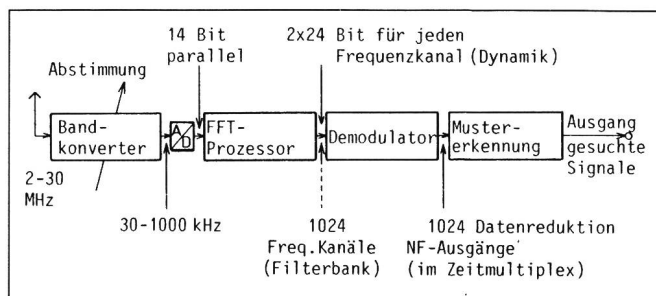 14 Bit
parallel
2x24 Bit für jeden
Frequenzkanal (Dynamik)
Abstimmung
Band-
konverter
A/D
FFT-
Prozessor
Demodulator
Muster-
erkennung
Ausgang
gesuchte
Signale
2-30
MHz
30-1000 kHz
1024
Freq.Kanäle
(Filterbank)
1024 Datenreduktion
NF-Ausgänge
(im Zeitmultiplex)